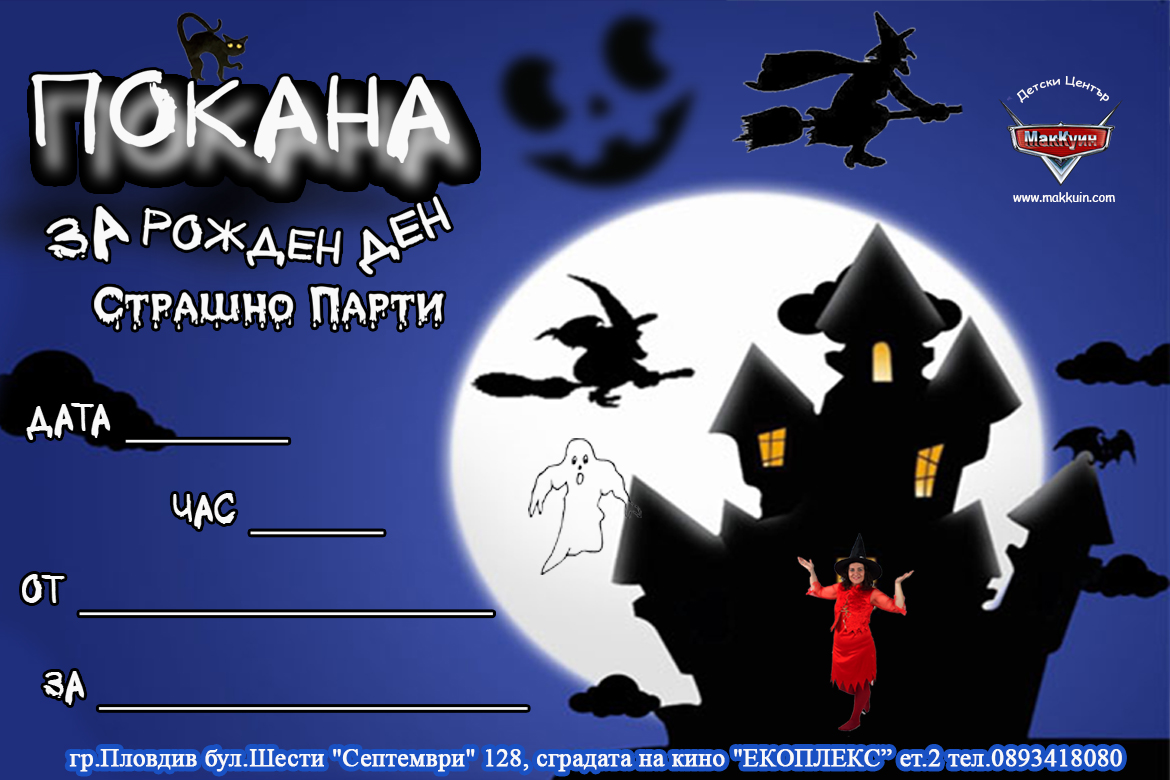 ПОКАНА
ЗА РОЖДЕН ДЕН
СТРАШНО ПАРТИ
Детски Център
МакКуин
www.makkuin.com
ДАТА
ЧАС
ОТ
ЗА
гр.Пловдив бул.Шести "Септември" 128, сградата на кино "ЕКОПЛЕКС” ет.2 тел.0893418080